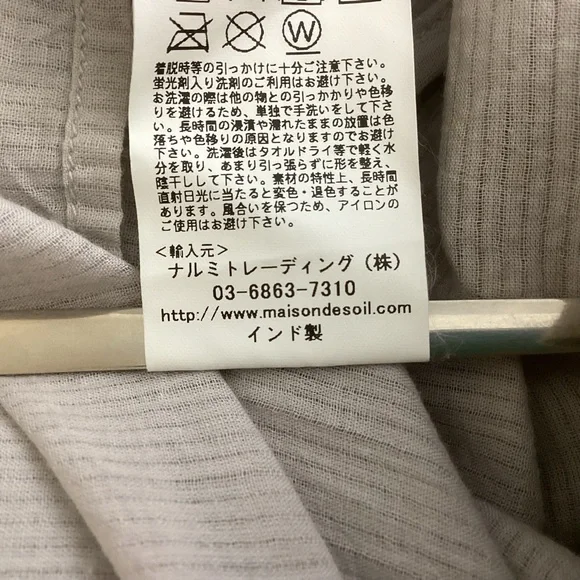 W
着脱時等の引っかけに十分ご注意下さい。
蛍光剤入り洗剤のご利用はお避け下さい。
お洗濯の際は他の物との引っかかりや色移
りを避けるため、単独で手洗いをして下さ
い。長時間の浸漬や濡れたままの放置は色
落ちや色移りの原因となりますのでお避け
下さい。洗濯後はタオルドライ等で軽く水
分を取り、あまり引っ張らずに形を整え、
陰干しして下さい。素材の特性上、長時間
直射日光に当たると変色・退色することが
あります。風合いを保つため、アイロンの
ご使用はお避け下さい。
＜輸入元＞
ナルミトレーディング（株）
03-6863-7310
http://www.maisondesoil.com/
インド製